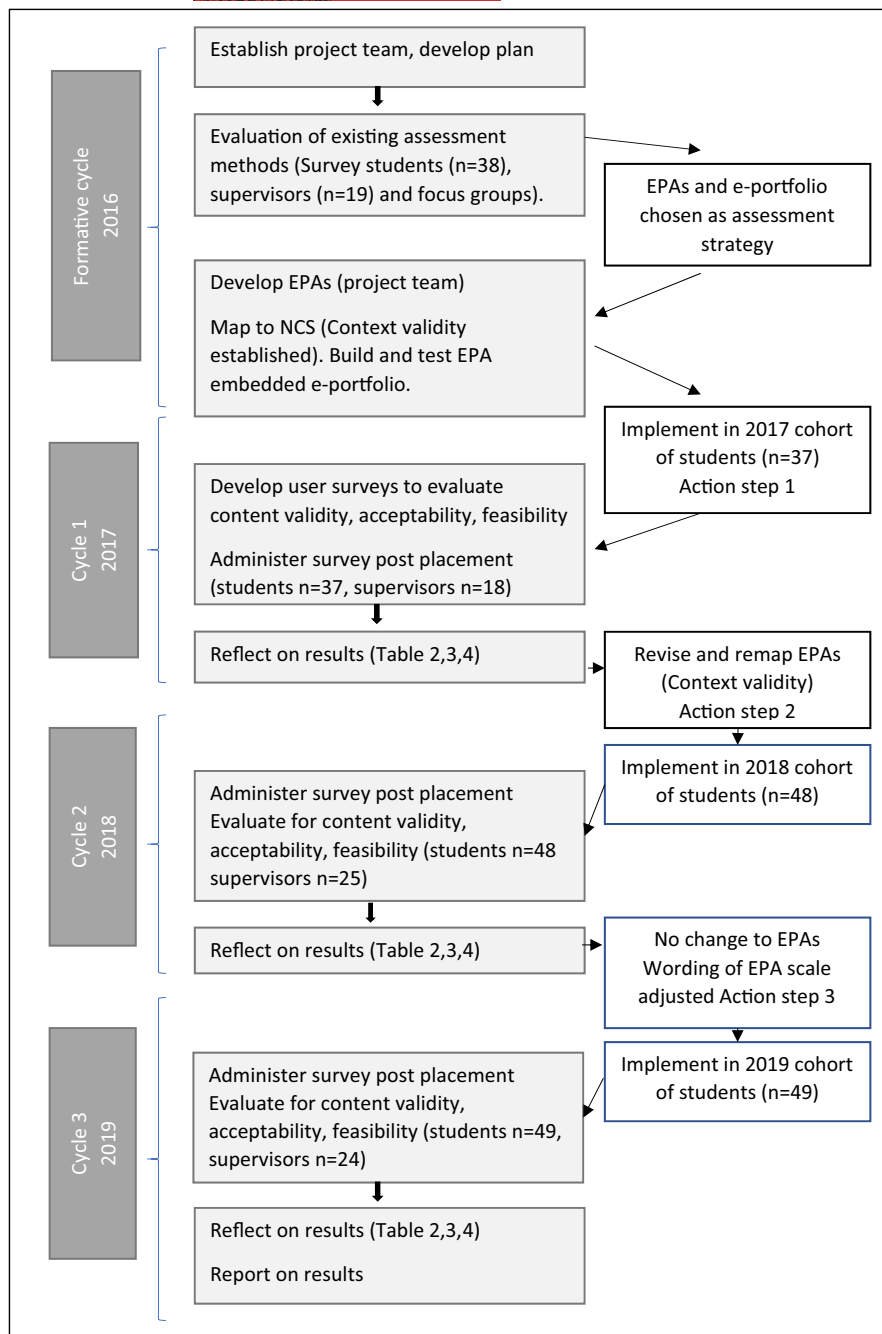 Establish project team, develop plan
Formative cycle
2016
Evaluation of existing assessment
methods (Survey students (n=38),
supervisors (n=19) and focus groups).
EPAs and e-portfolio
chosen as assessment
strategy
Develop EPAs (project team)
Map to NCS (Context validity
established). Build and test EPA
embedded e-portfolio.
Implement in 2017 cohort
of students (n=37)
Action step 1
Cycle 1
2017
Develop user surveys to evaluate
content validity, acceptability, feasibility
Administer survey post placement
(students n=37, supervisors n=18)
Reflect on results (Table 2,3,4)
Revise and remap EPAs
(Context validity)
Action step 2
Cycle 2
2018
Implement in 2018 cohort
of students (n=48)
Administer survey post placement
Evaluate for content validity,
acceptability, feasibility (students n=48
supervisors n=25)
Reflect on results (Table 2,3,4)
No change to EPAs
Wording of EPA scale
adjusted Action step 3
Cycle 3
2019
Implement in 2019 cohort
of students (n=49)
Administer survey post placement
Evaluate for content validity,
acceptability, feasibility (students n=49,
supervisors n=24)
Reflect on results (Table 2,3,4)
Report on results